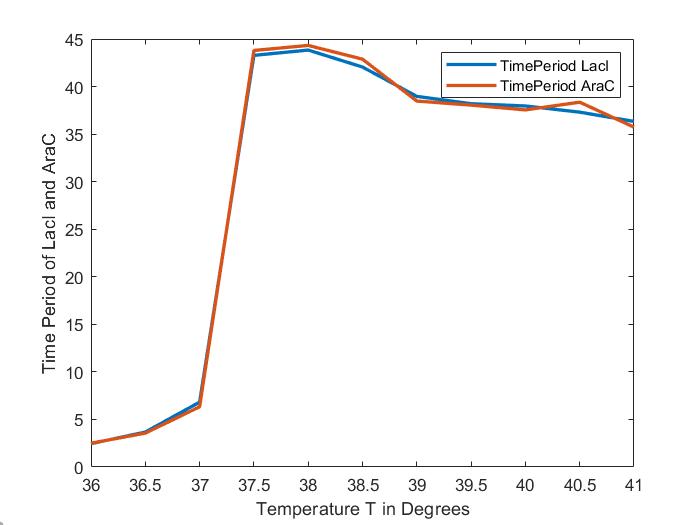 45
40
35
30
25
20
15
10
5
0
Time Period of LacI and AraC
TimePeriod LacI
TimePeriod AraC
36 36.5 37 37.5 38 38.5 39 39.5 40 40.5 41
Temperature T in Degrees